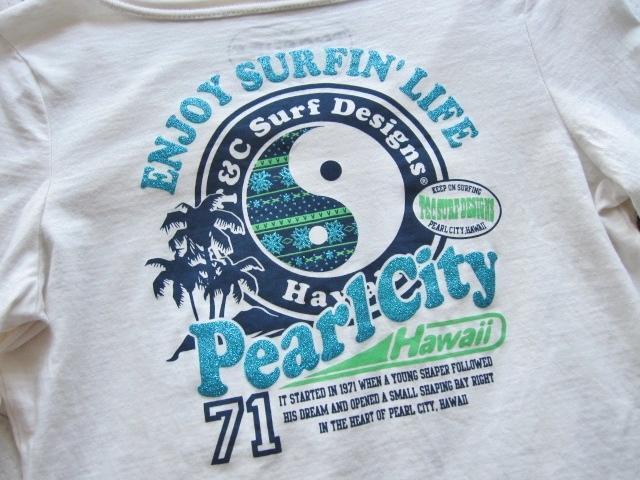 ENJOY SURFIN' LIFE
T&C Surf Designs®
KEEP ON SURFING
T&C SURF DESIGNS
PEARL CITY, HAWAII
Hawaii
Pearl City
Hawaii
71
IT STARTED IN 1971 WHEN A YOUNG SHAPER FOLLOWED
HIS DREAM AND OPENED A SMALL SHAPING BAY RIGHT
IN THE HEART OF PEARL CITY, HAWAII